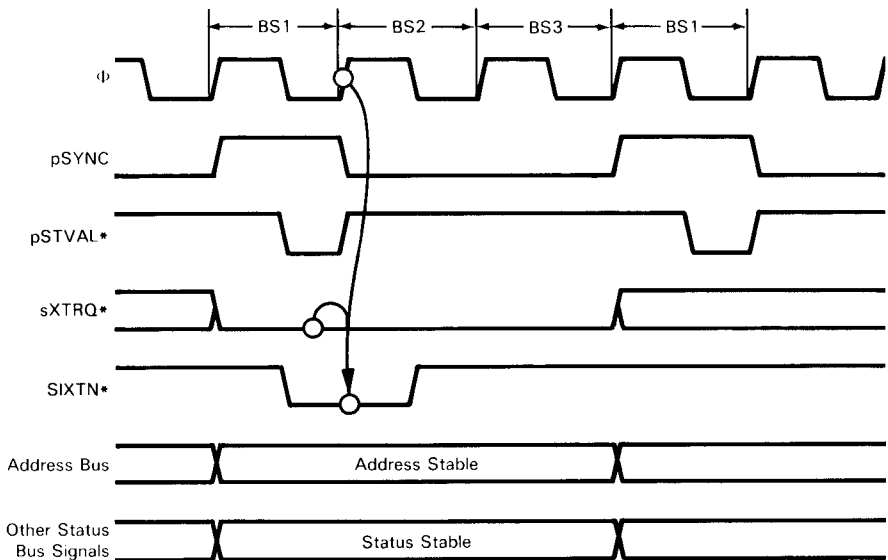 BS1 BS2 BS3 BS1
Φ
pSYNC
pSTVAL*
sXTRQ*
SIXTN*
Address Bus Address Stable
Other Status
Bus Signals Status Stable